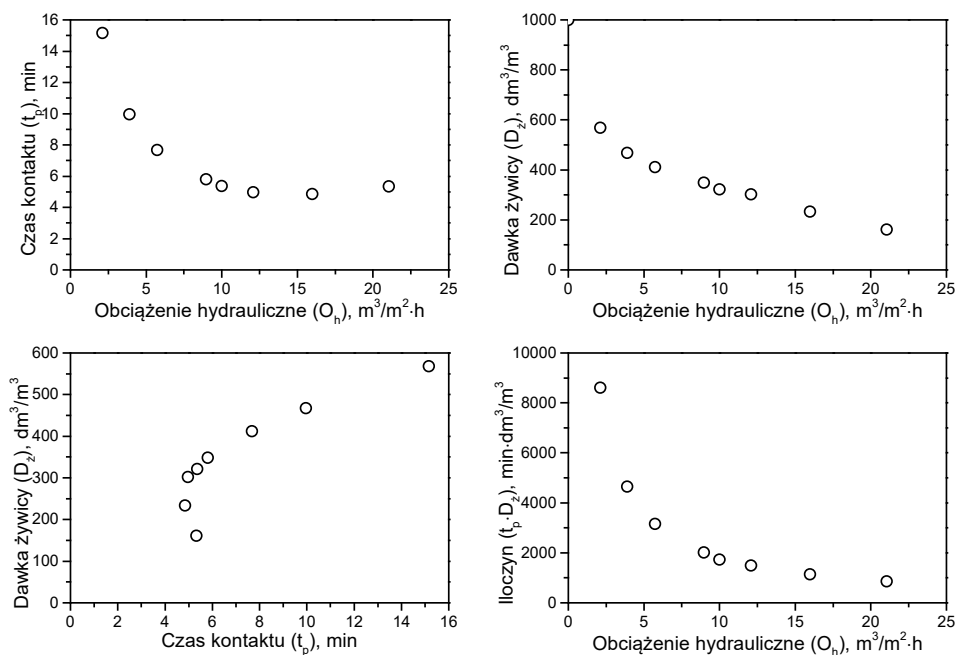 16
14
12
10
8
6
4
2
0
Czas kontaktu (tₚ), min
0 5 10 15 20 25
Obciążenie hydrauliczne (Oₕ), m³/m²·h
1000
800
600
400
200
0
Dawka żywicy (D_ż), dm³/m³
0 5 10 15 20 25
Obciążenie hydrauliczne (Oₕ), m³/m²·h
600
500
400
300
200
100
0
Dawka żywicy (D_ż), dm³/m³
0 2 4 6 8 10 12 14 16
Czas kontaktu (tₚ), min
10000
8000
6000
4000
2000
0
Iloczyn (tₚ·D_ż), min·dm³/m³
0 5 10 15 20 25
Obciążenie hydrauliczne (Oₕ), m³/m²·h